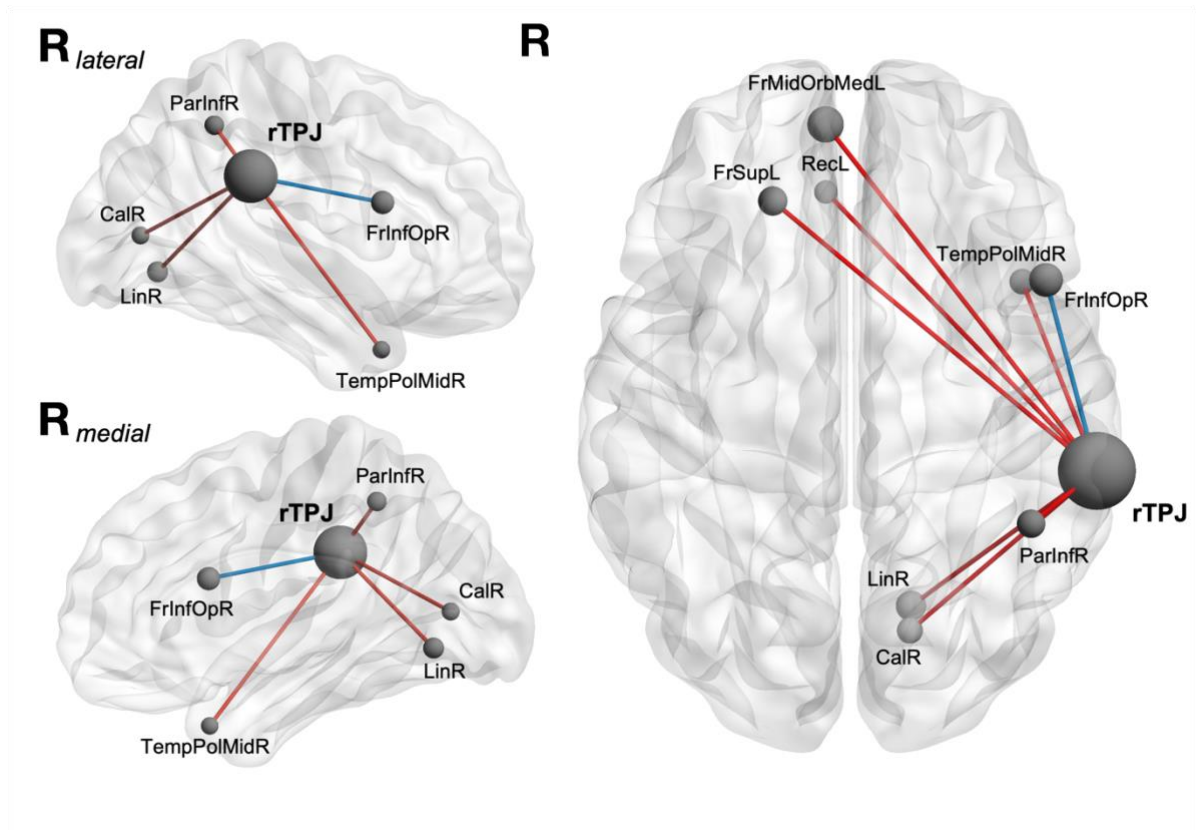 R lateral
ParInfR
rTPJ
CalR
FrInfOpR
LinR
TempPolMidR
R medial
ParInfR
rTPJ
CalR
FrInfOpR
LinR
TempPolMidR
R
FrMidOrbMedL
RecL
FrSupL
TempPolMidR
FrInfOpR
rTPJ
ParInfR
LinR
CalR